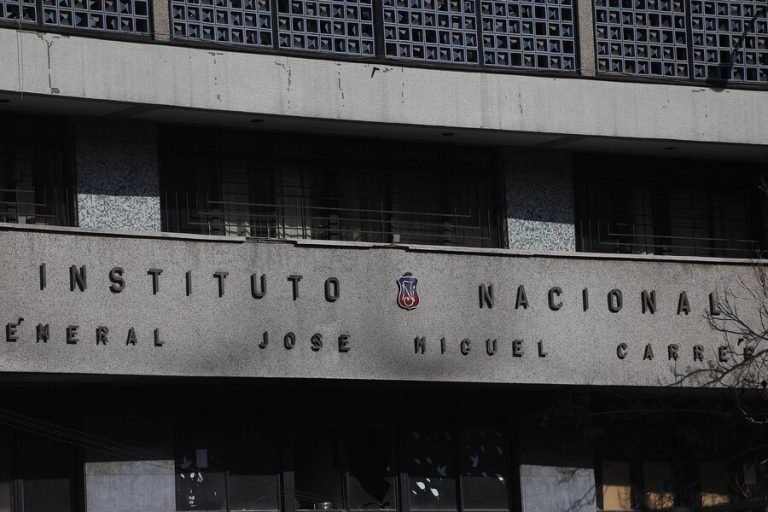 INSTITUTO NACIONAL
ENERAL JOSE MIGUEL CARRE